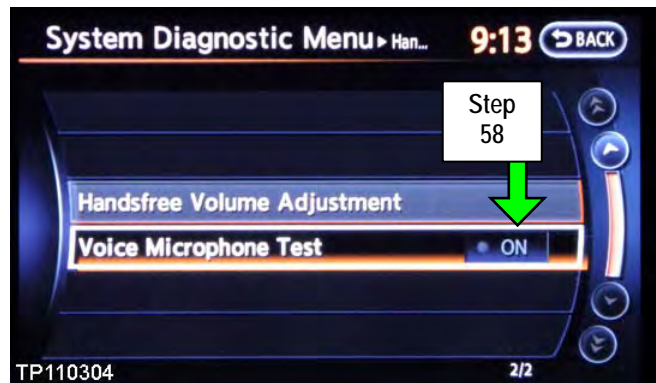 System Diagnostic Menu ▸ Han... 9:13 BACK
Step
58
Handsfree Volume Adjustment
Voice Microphone Test ON
TP110304 2/2